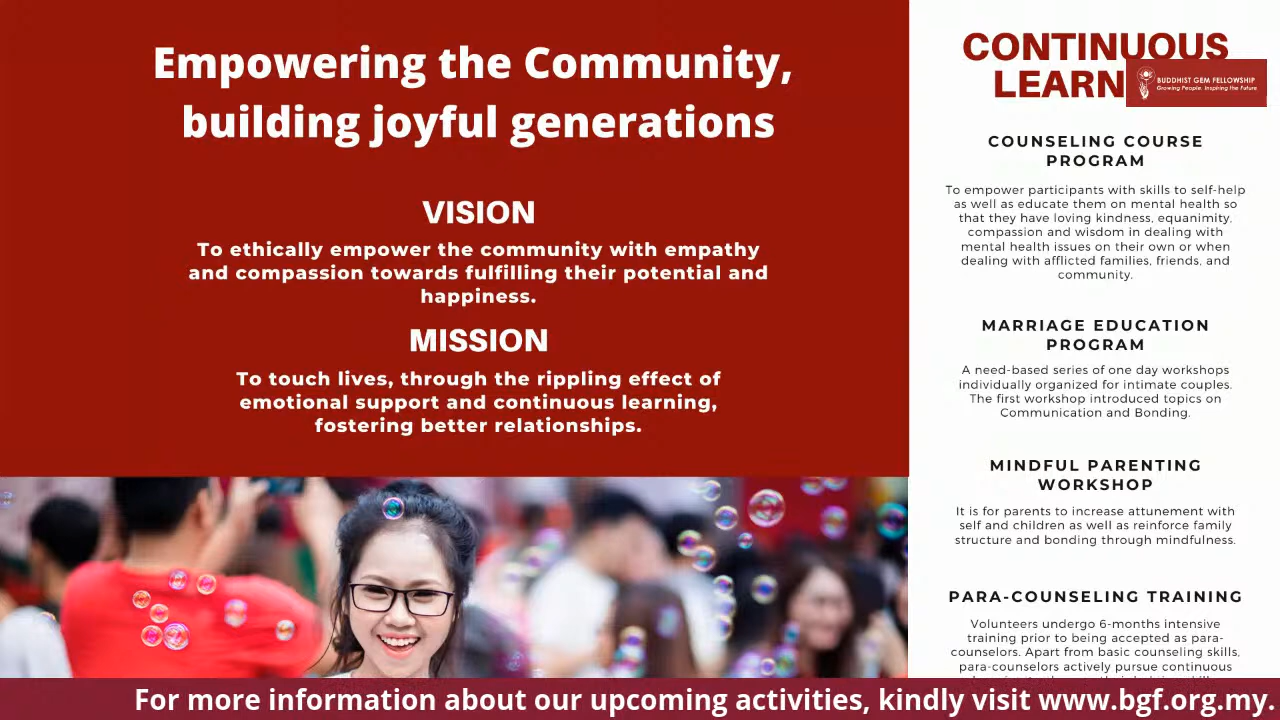 Empowering the Community,
building joyful generations
VISION
To ethically empower the community with empathy
and compassion towards fulfilling their potential and
happiness.
MISSION
To touch lives, through the rippling effect of
emotional support and continuous learning,
fostering better relationships.
CONTINUOUS
LEARN
BUDDHIST GEM FELLOWSHIP
Growing People. Inspiring the Future
COUNSELING COURSE
PROGRAM
To empower participants with skills to self-help
as well as educate them on mental health so
that they have loving kindness, equanimity,
compassion and wisdom in dealing with
mental health issues on their own or when
dealing with afflicted families, friends, and
community.
MARRIAGE EDUCATION
PROGRAM
A need-based series of one day workshops
individually organized for intimate couples.
The first workshop introduced topics on
Communication and Bonding.
MINDFUL PARENTING
WORKSHOP
It is for parents to increase attunement with
self and children as well as reinforce family
structure and bonding through mindfulness.
PARA-COUNSELING TRAINING
Volunteers undergo 6-months intensive
training prior to being accepted as para-
counselors. Apart from basic counseling skills,
para-counselors actively pursue continuous
For more information about our upcoming activities, kindly visit www.bgf.org.my.